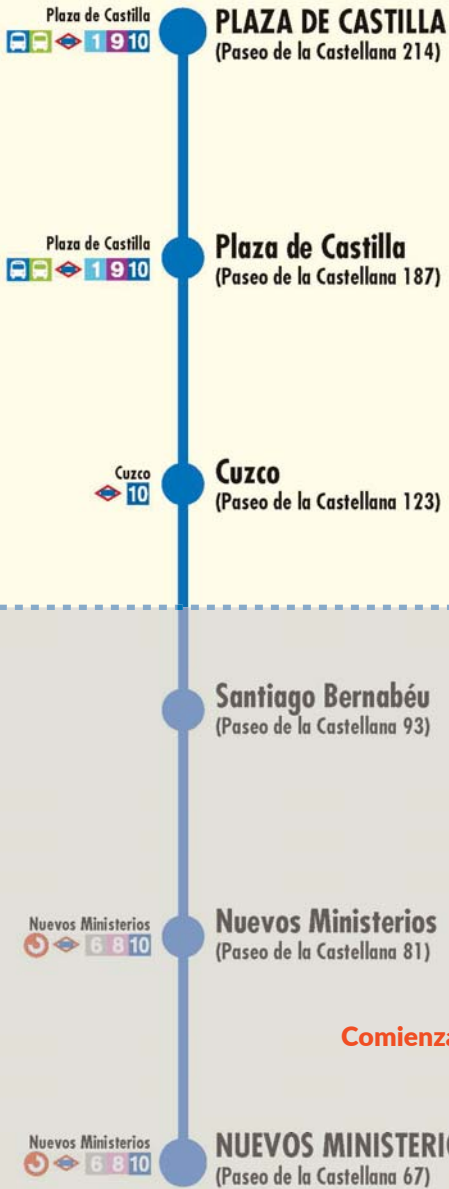 Plaza de Castilla
1 9 10
PLAZA DE CASTILLA
(Paseo de la Castellana 214)
Plaza de Castilla
1 9 10
Plaza de Castilla
(Paseo de la Castellana 187)
Cuzco
10
Cuzco
(Paseo de la Castellana 123)
Santiago Bernabéu
(Paseo de la Castellana 93)
Nuevos Ministerios
6 8 10
Nuevos Ministerios
(Paseo de la Castellana 81)
Comienza
Nuevos Ministerios
6 8 10
NUEVOS MINISTERIO
(Paseo de la Castellana 67)